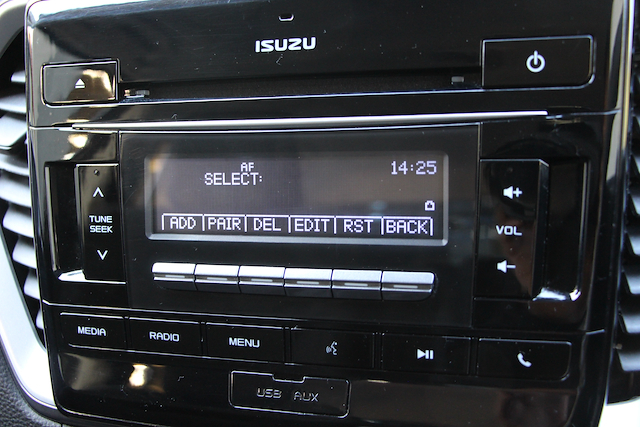 ISUZU
AF
14:25
SELECT:
TUNE
SEEK
VOL
ADD PAIR DEL EDIT RST BACK
MEDIA RADIO MENU
USB AUX